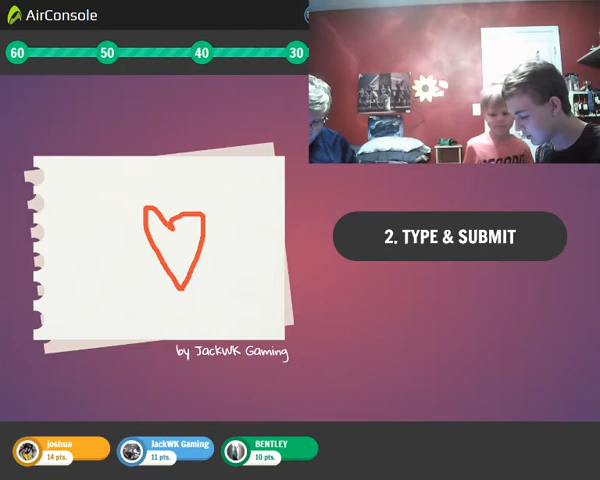 AirConsole
60 50 40 30
2. TYPE & SUBMIT
by JackWK Gaming
joshua
14 pts.
JackWK Gaming
11 pts.
BENTLEY
10 pts.